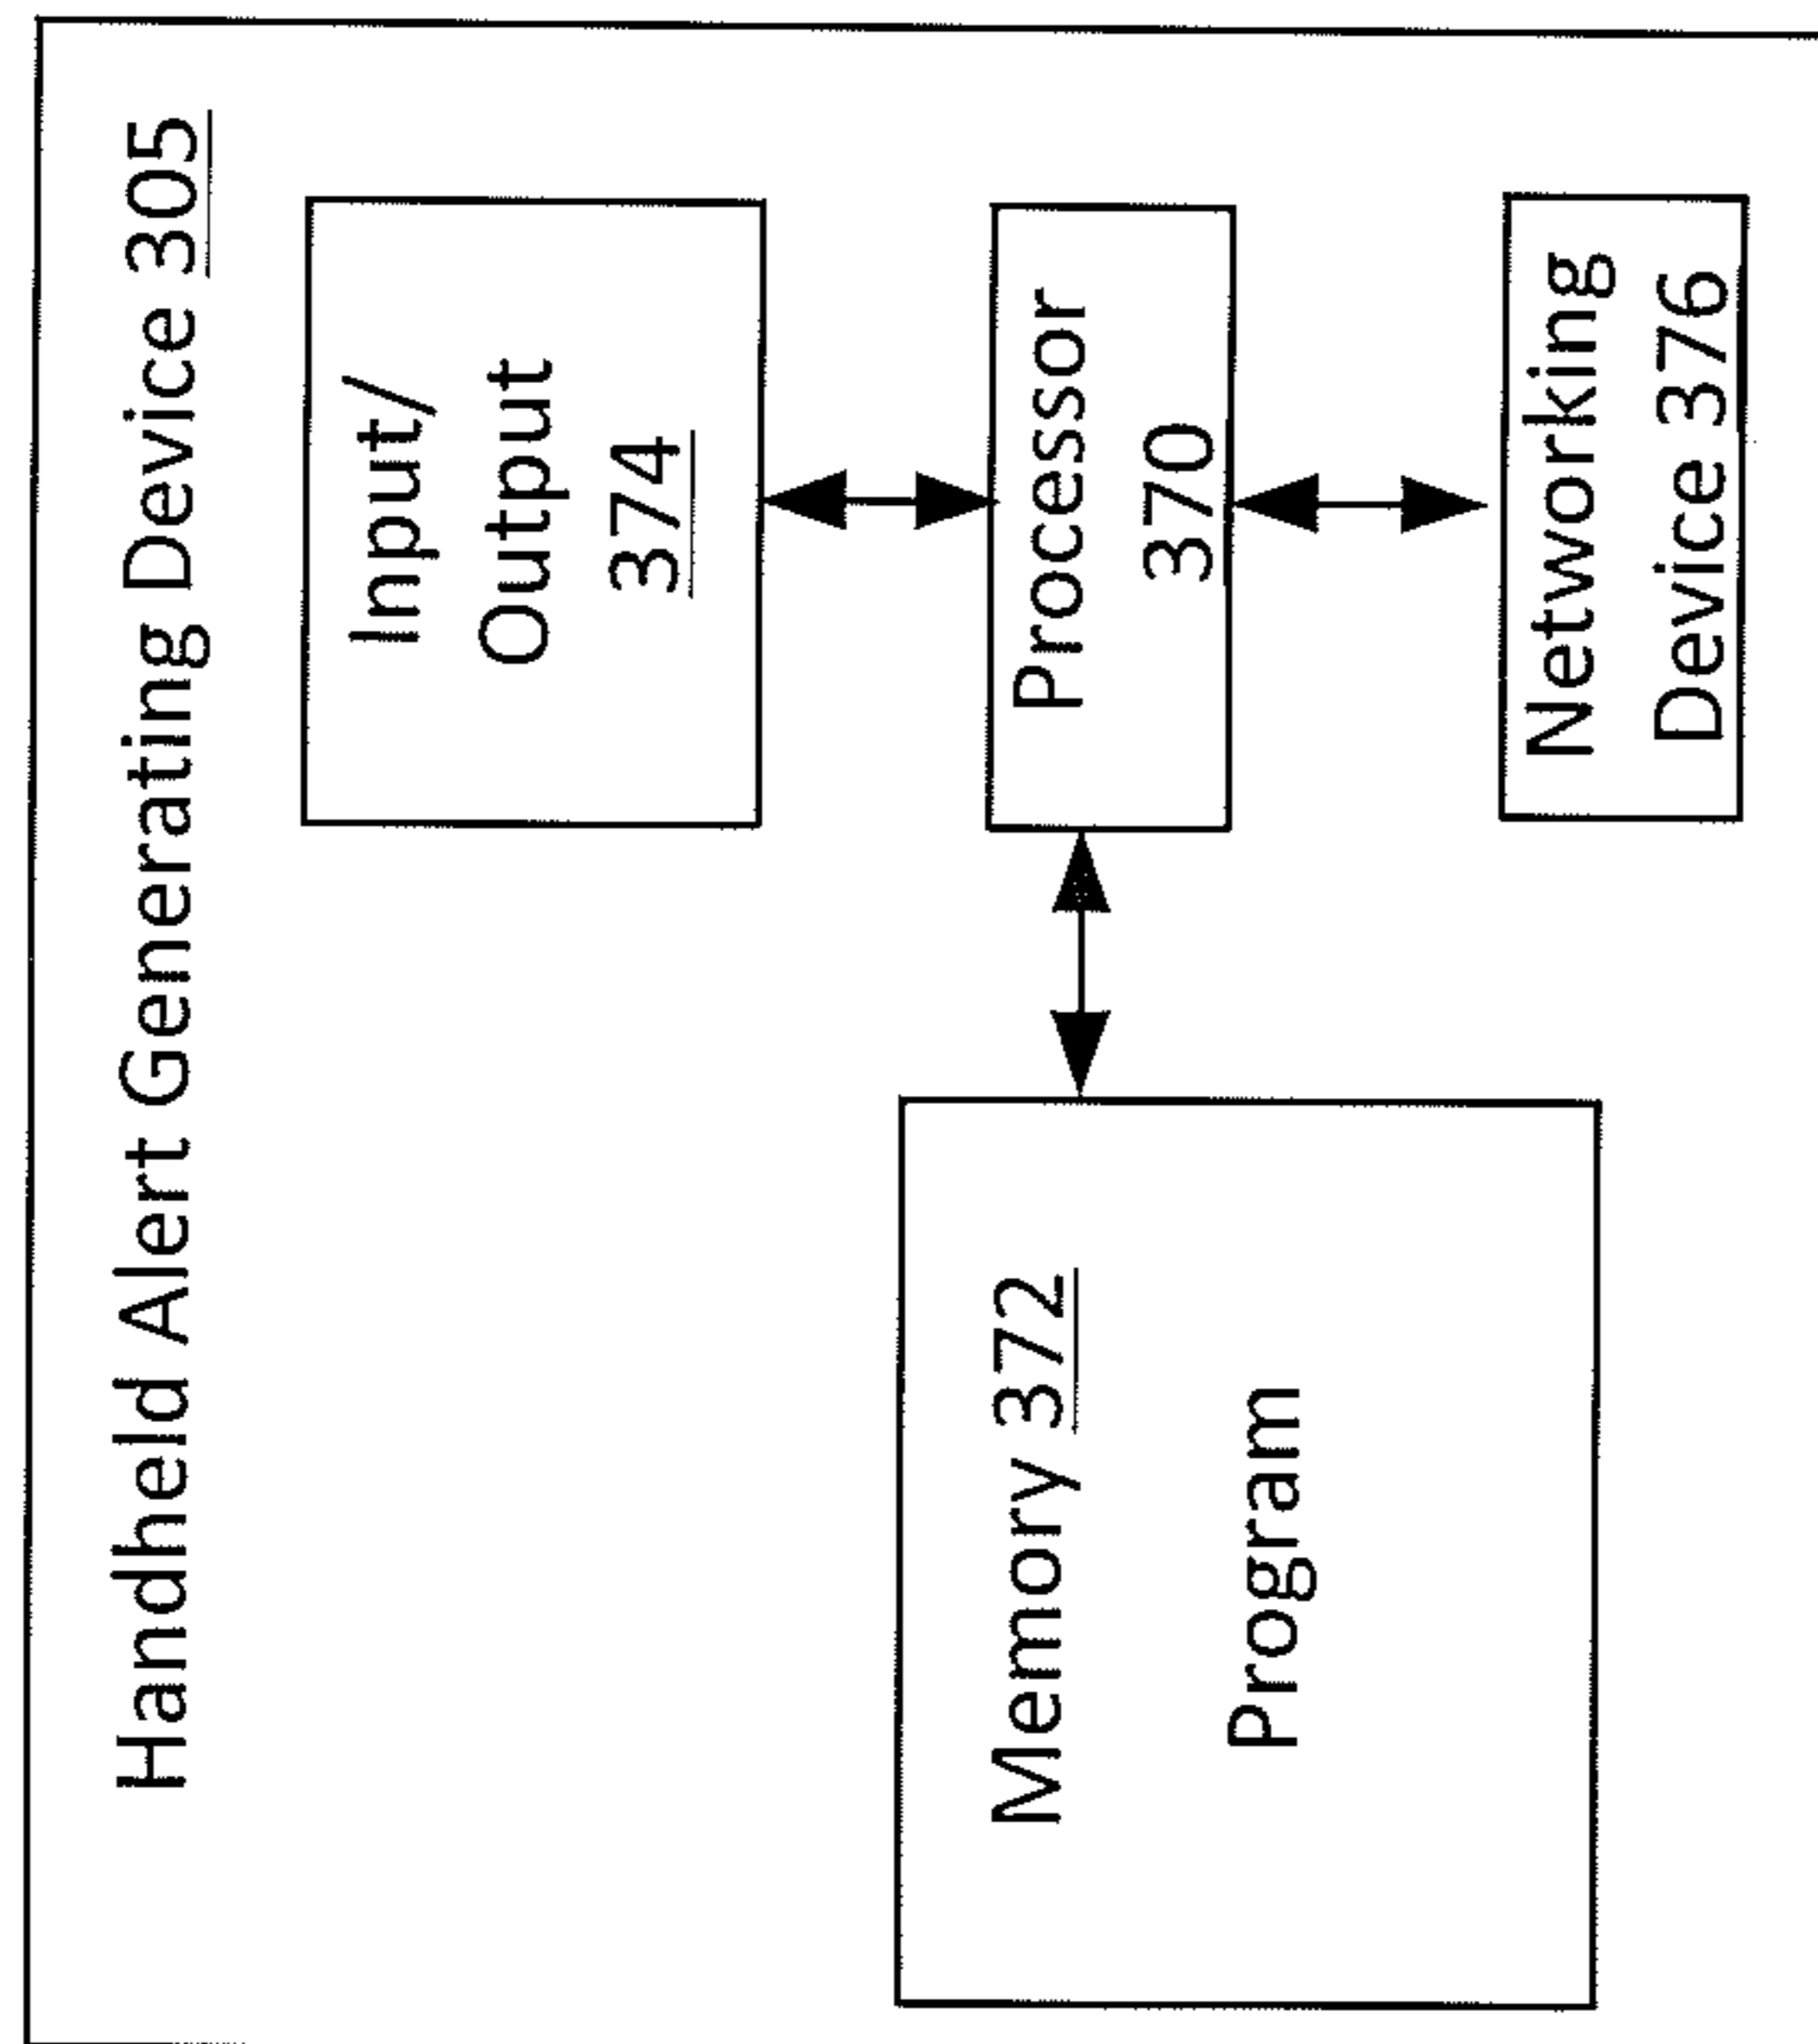 Handheld Alert Generating Device 305
Input/
Output
374
Processor
370
Networking
Device 376
Memory 372
Program